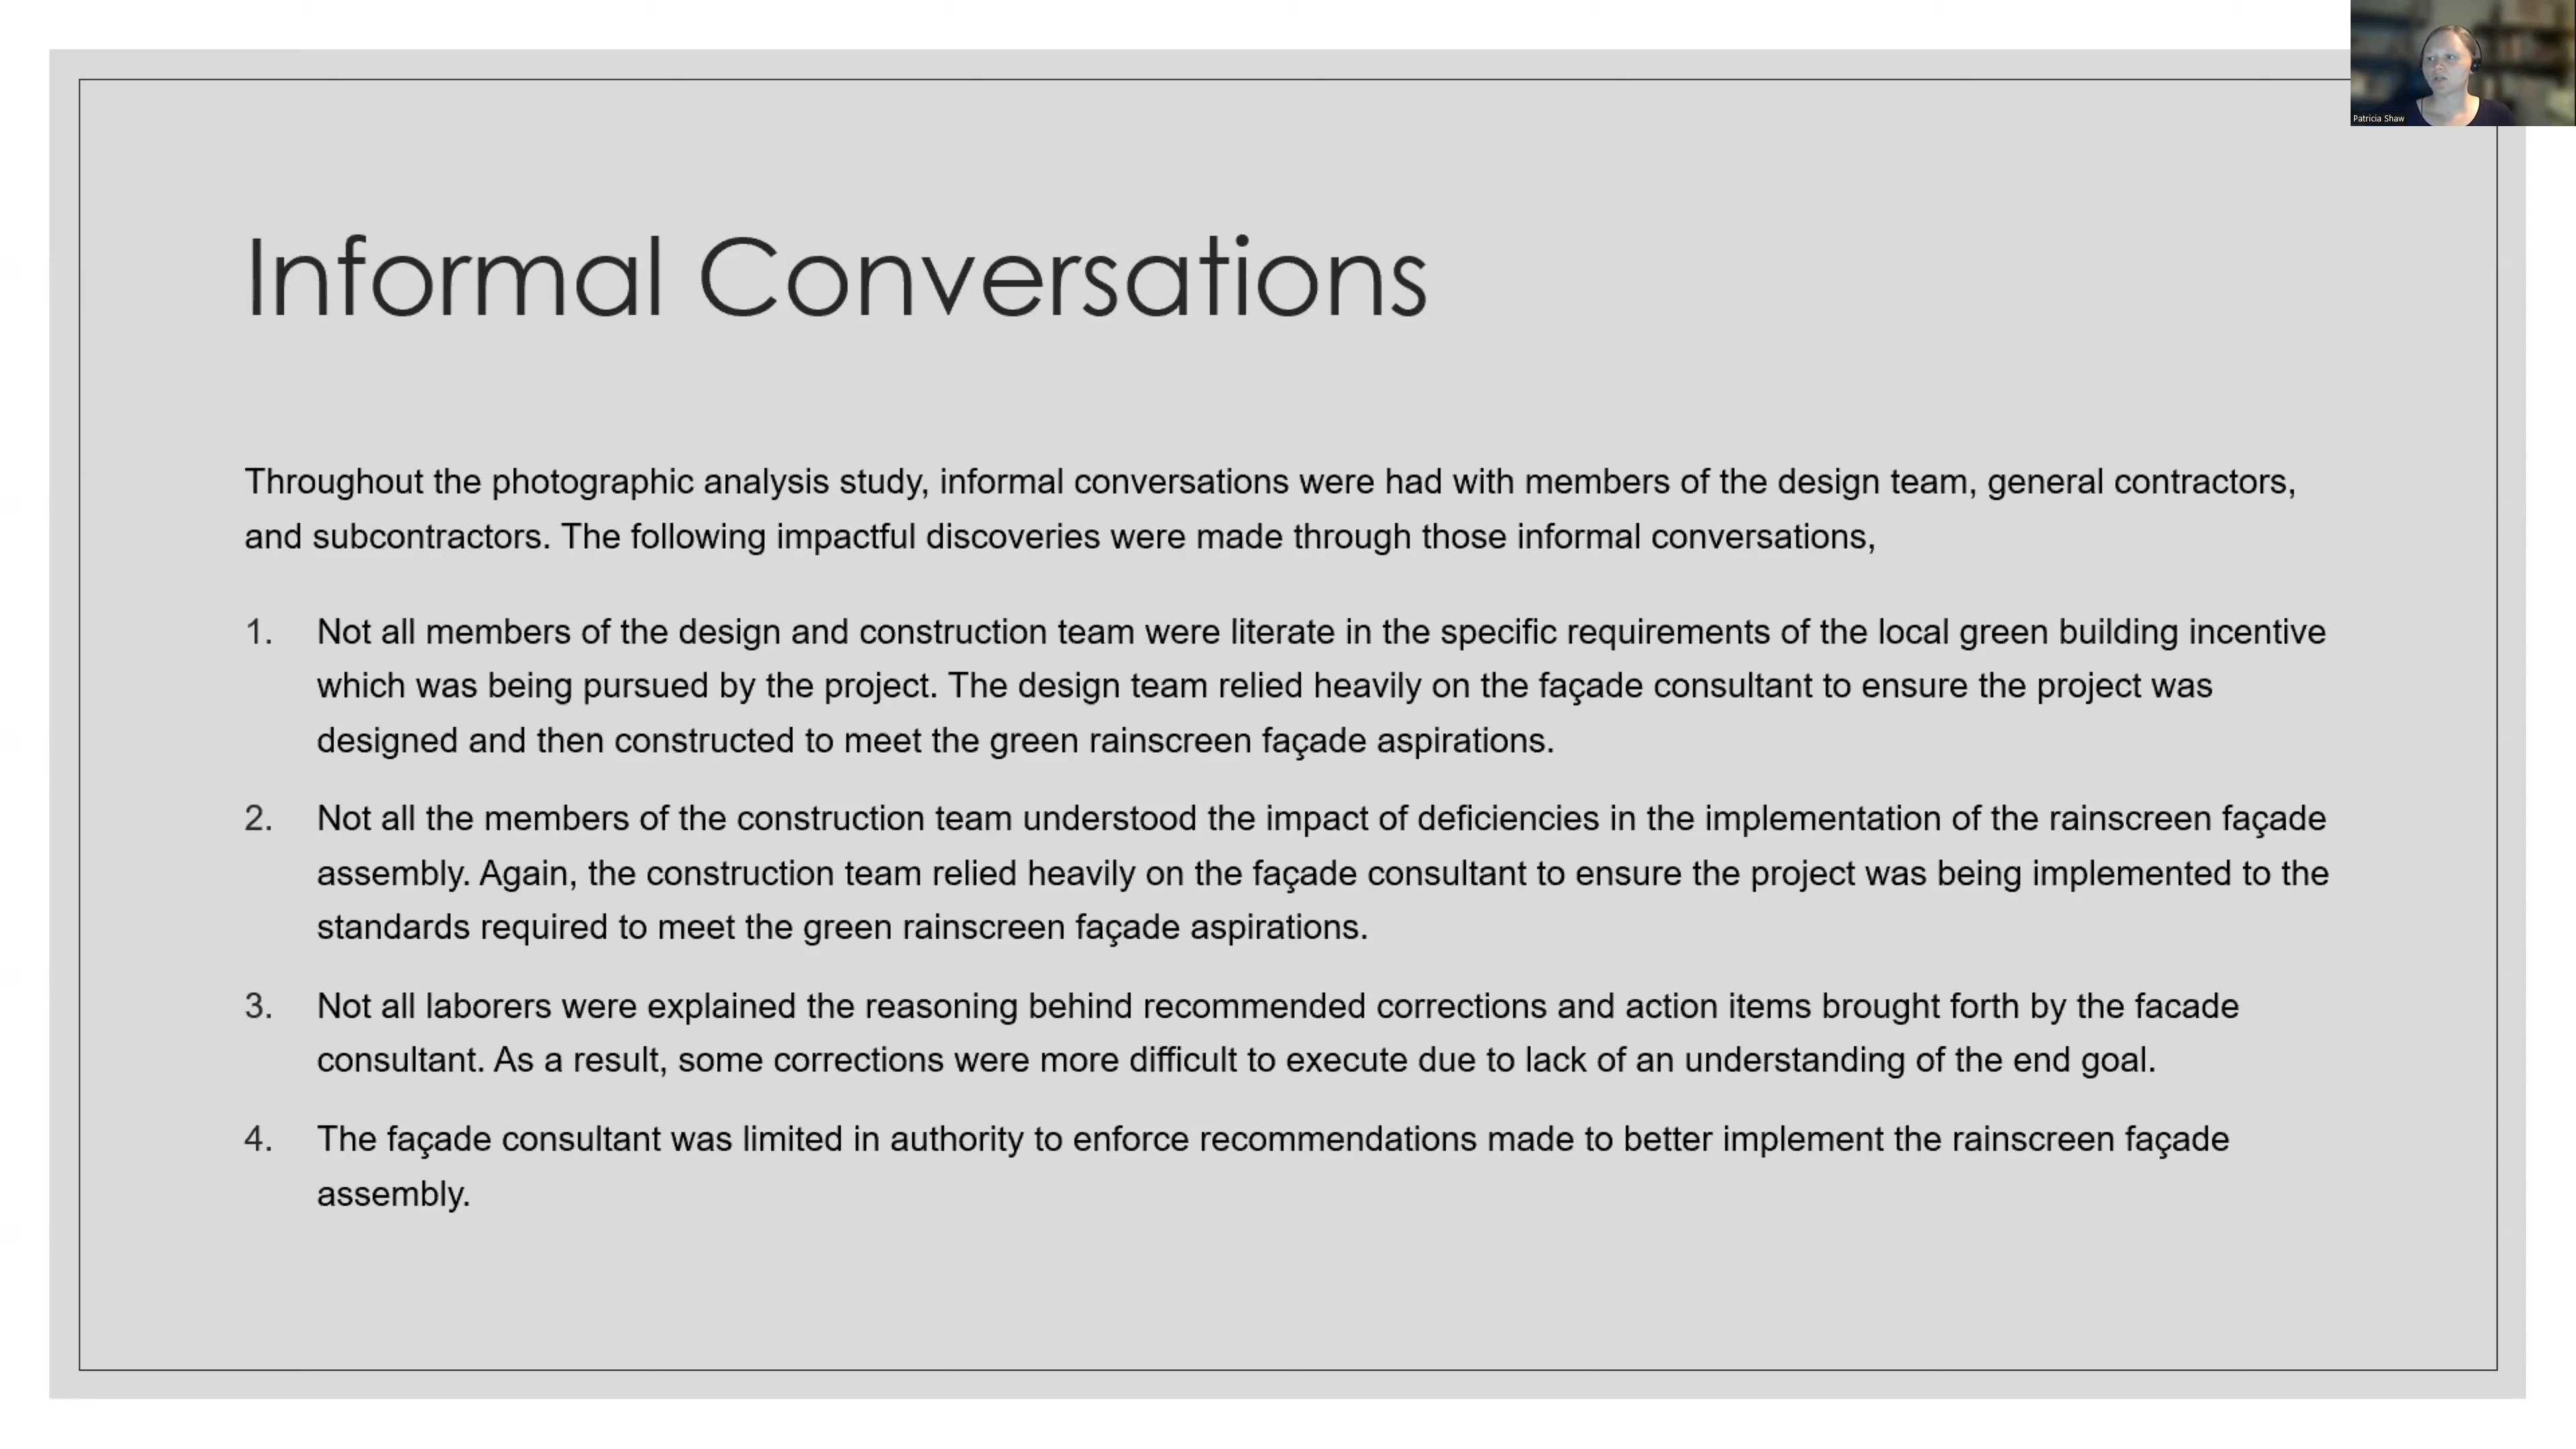 Patricia Shaw
Informal Conversations
Throughout the photographic analysis study, informal conversations were had with members of the design team, general contractors,
and subcontractors. The following impactful discoveries were made through those informal conversations,
1. Not all members of the design and construction team were literate in the specific requirements of the local green building incentive
which was being pursued by the project. The design team relied heavily on the façade consultant to ensure the project was
designed and then constructed to meet the green rainscreen façade aspirations.
2. Not all the members of the construction team understood the impact of deficiencies in the implementation of the rainscreen façade
assembly. Again, the construction team relied heavily on the façade consultant to ensure the project was being implemented to the
standards required to meet the green rainscreen façade aspirations.
3. Not all laborers were explained the reasoning behind recommended corrections and action items brought forth by the facade
consultant. As a result, some corrections were more difficult to execute due to lack of an understanding of the end goal.
4. The façade consultant was limited in authority to enforce recommendations made to better implement the rainscreen façade
assembly.